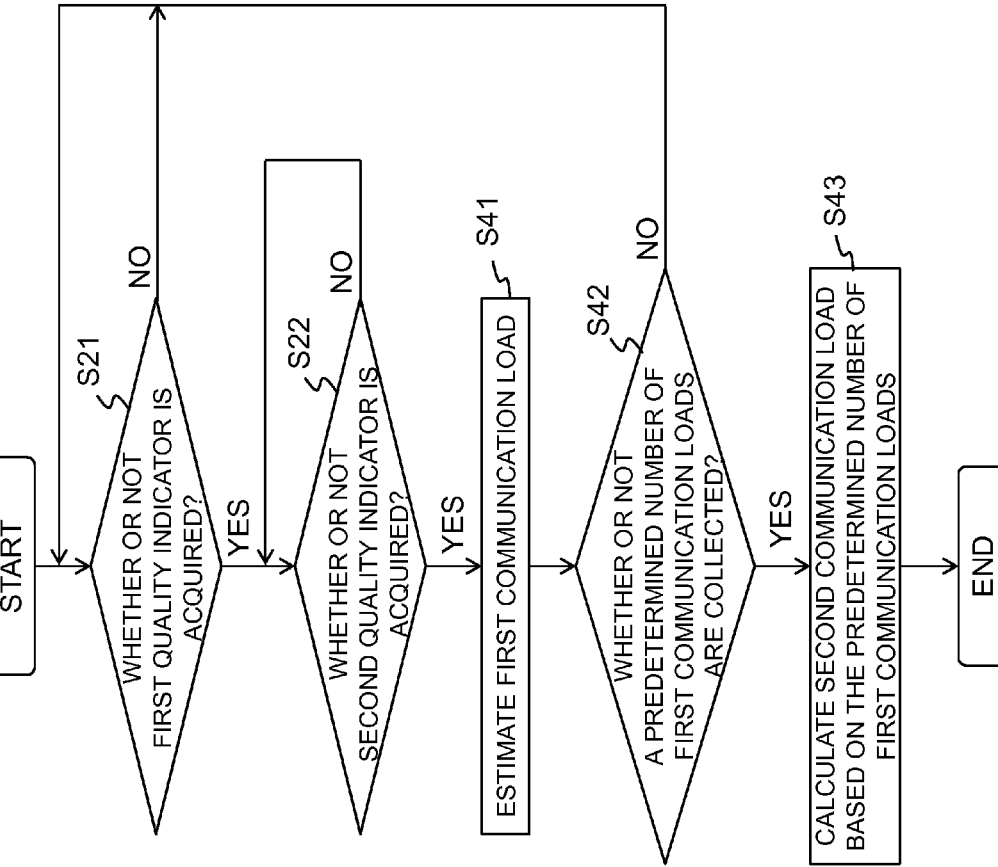 START
S21
WHETHER OR NOT
FIRST QUALITY INDICATOR IS
ACQUIRED?
NO
YES
S22
WHETHER OR NOT
SECOND QUALITY INDICATOR IS
ACQUIRED?
NO
YES
S41
ESTIMATE FIRST COMMUNICATION LOAD
S42
WHETHER OR NOT
A PREDETERMINED NUMBER OF
FIRST COMMUNICATION LOADS
ARE COLLECTED?
NO
YES
S43
CALCULATE SECOND COMMUNICATION LOAD
BASED ON THE PREDETERMINED NUMBER OF
FIRST COMMUNICATION LOADS
END